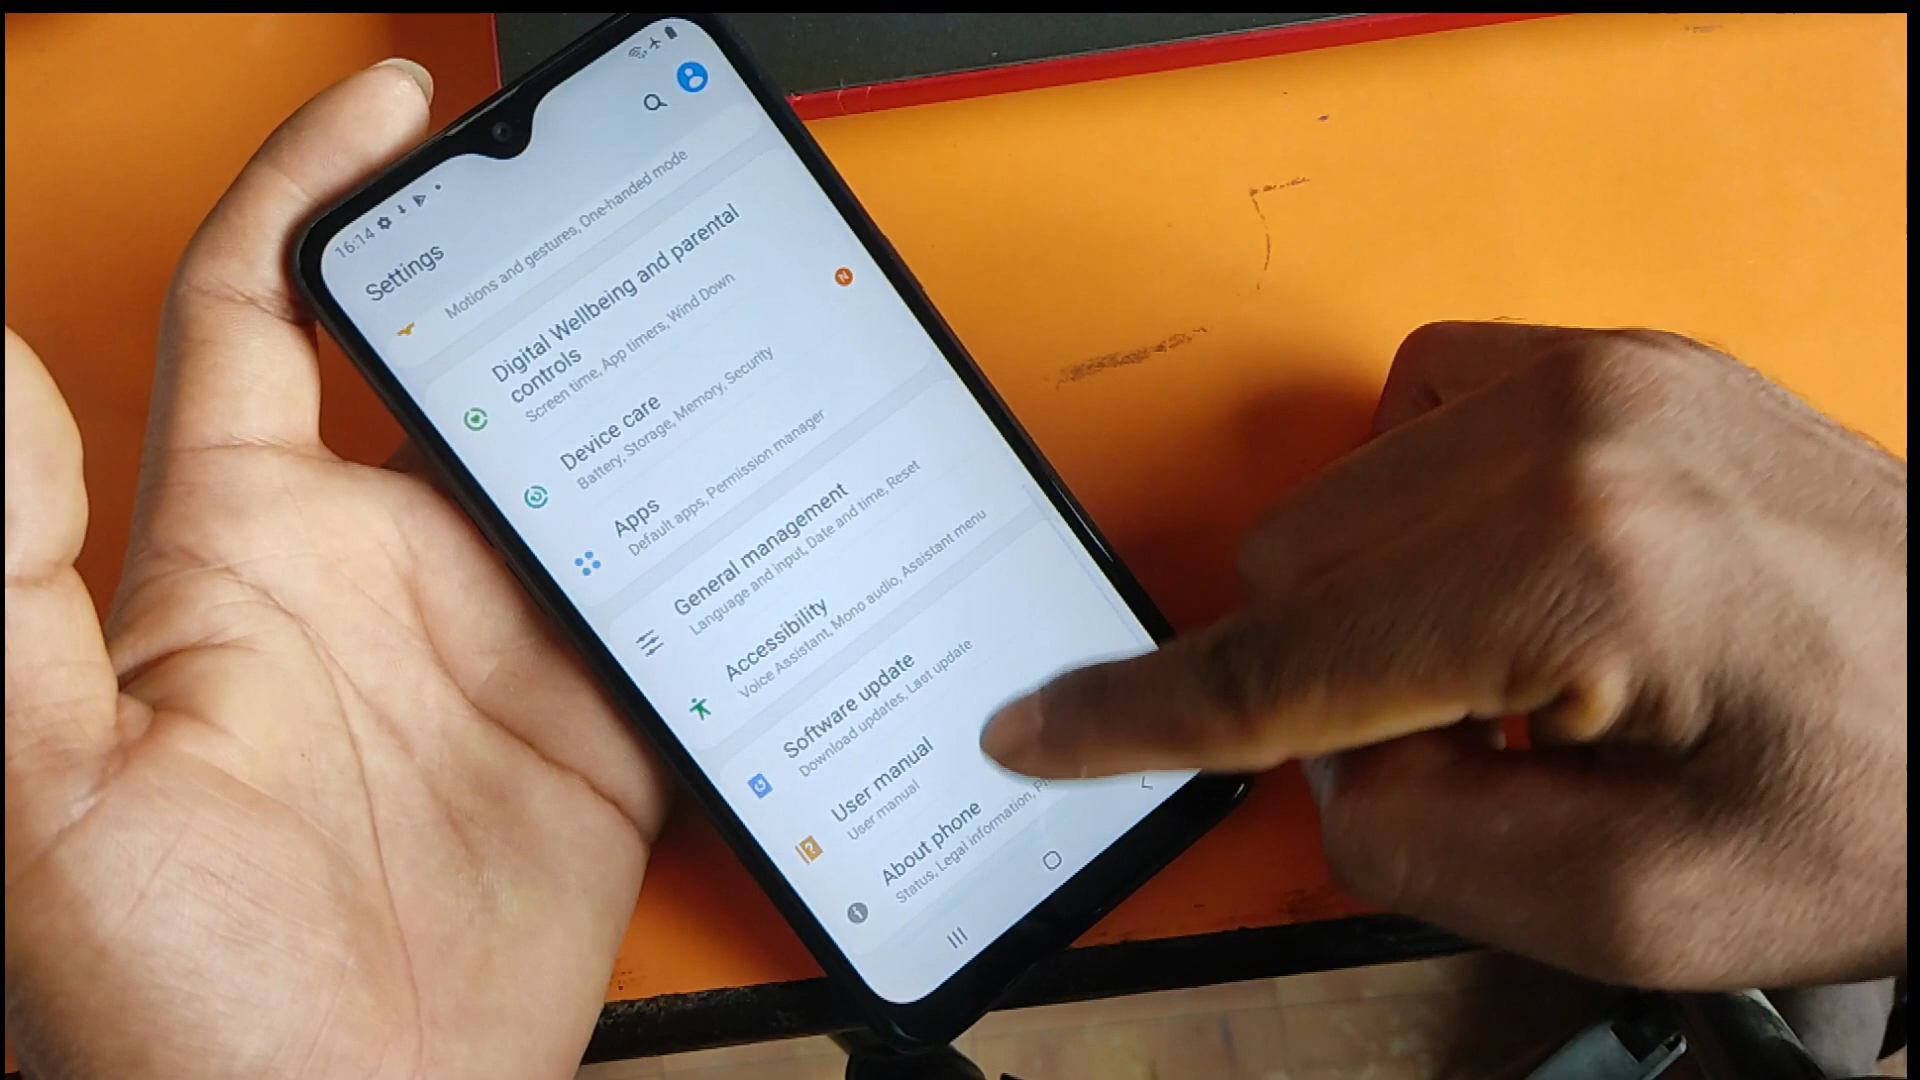 16:14
Settings
Motions and gestures, One-handed mode
Digital Wellbeing and parental
controls
Screen time, App timers, Wind Down
Device care
Battery, Storage, Memory, Security
N
Apps
Default apps, Permission manager
General management
Language and input, Date and time, Reset
Accessibility
Voice Assistant, Mono audio, Assistant menu
Software update
Download updates, Last update
User manual
User manual
About phone
Status, Legal information,